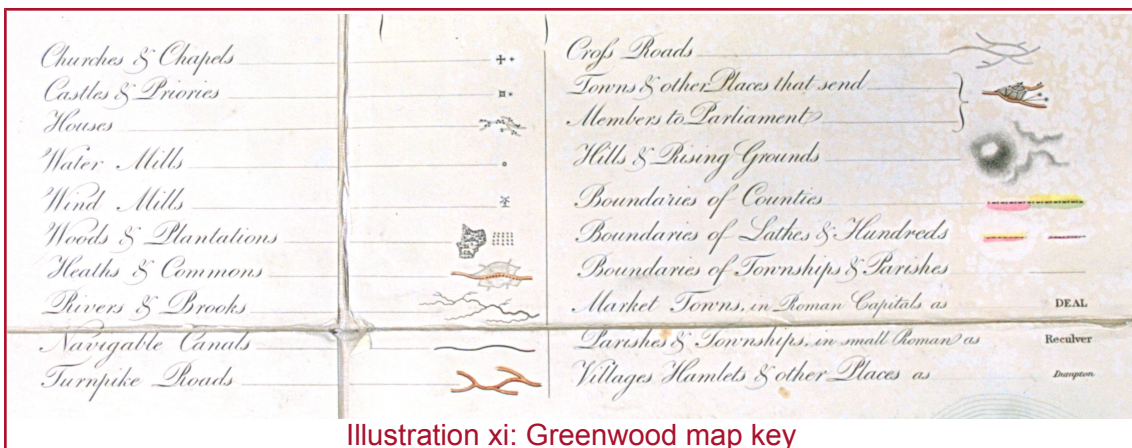 Churches & Chapels
Castles & Priories
Houses
Water Mills
Wind Mills
Woods & Plantations
Heaths & Commons
Rivers & Brooks
Navigable Canals
Turnpike Roads
Croſs Roads
Towns & other Places that send
Members to Parliament
Hills & Rising Grounds
Boundaries of Counties
Boundaries of Lathes & Hundreds
Boundaries of Townships & Parishes
Market Towns, in Roman Capitals as DEAL
Parishes & Townships, in small Roman as Reculver
Villages Hamlets & other Places as Dumpton
Illustration xi: Greenwood map key